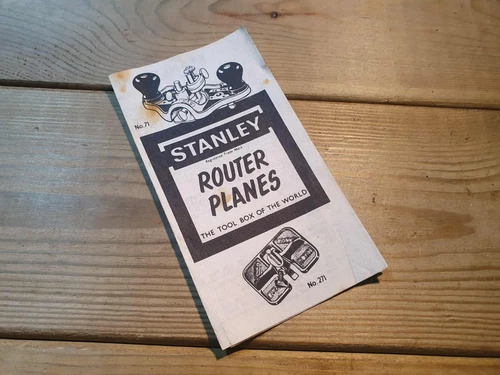 No. 71
STANLEY
Registered Trade Mark
ROUTER
PLANES
THE TOOL BOX OF THE WORLD
No. 271